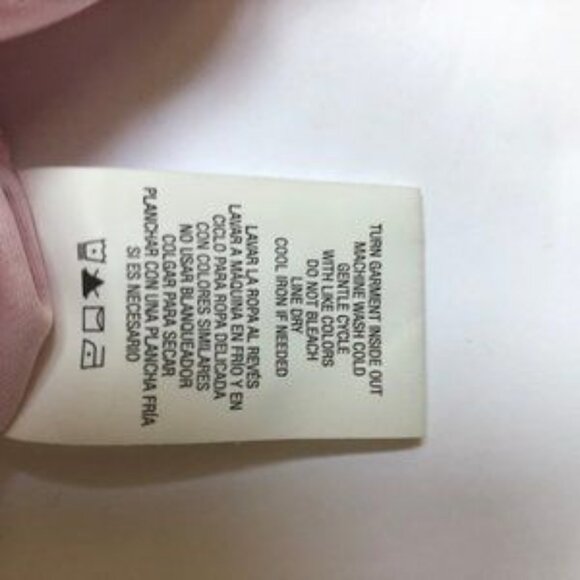 TURN GARMENT INSIDE OUT
MACHINE WASH COLD
GENTLE CYCLE
WITH LIKE COLORS
DO NOT BLEACH
LINE DRY
COOL IRON IF NEEDED
LAVAR LA ROPA AL REVÉS
LAVAR A MÁQUINA EN FRÍO Y EN
CICLO PARA ROPA DELICADA
CON COLORES SIMILARES
NO USAR BLANQUEADOR
COLGAR PARA SECAR
PLANCHAR CON UNA PLANCHA FRÍA
SI ES NECESARIO